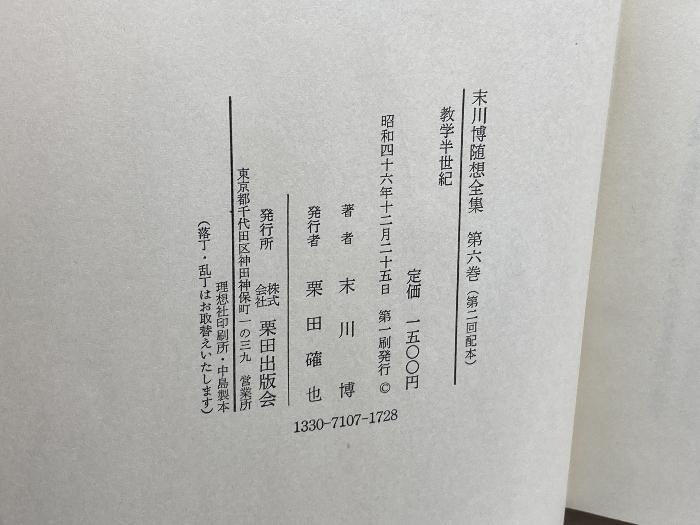 末川博随想全集　第六巻（第二回配本）
教学半世紀
定価　一五〇〇円
昭和四十六年十二月二十五日　第一刷発行 ©
著者　末川博
発行者　栗田確也
発行所　株式会社　栗田出版会
東京都千代田区神田神保町一の三九　営業所
理想社印刷所・中島製本
（落丁・乱丁はお取替えいたします）
1330-7107-1728